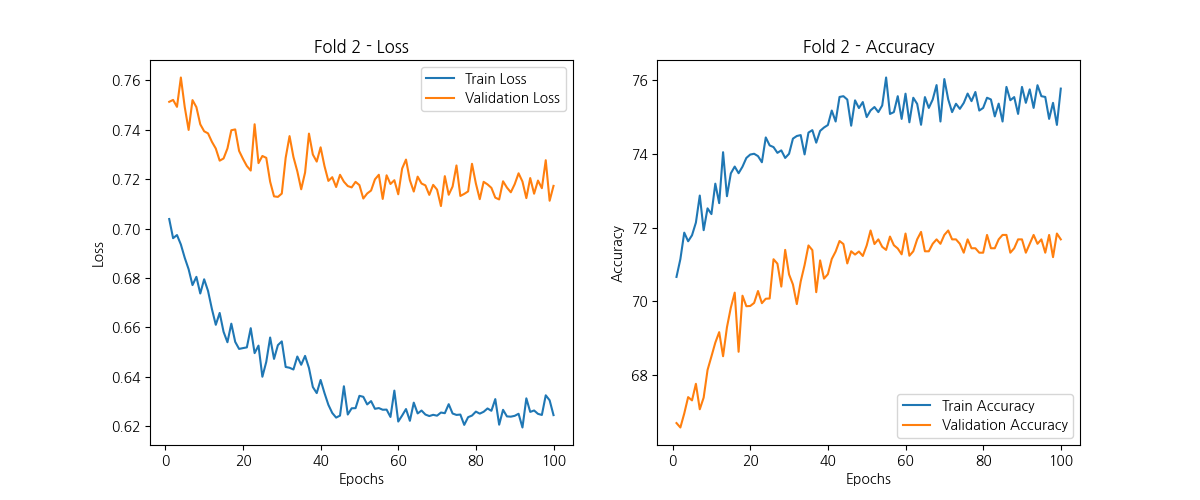 Fold 2 - Loss
0.76
0.74
0.72
0.70
0.68
0.66
0.64
0.62
Loss
Train Loss
Validation Loss
0 20 40 60 80 100
Epochs
Fold 2 - Accuracy
76
74
72
70
68
Accuracy
Train Accuracy
Validation Accuracy
0 20 40 60 80 100
Epochs